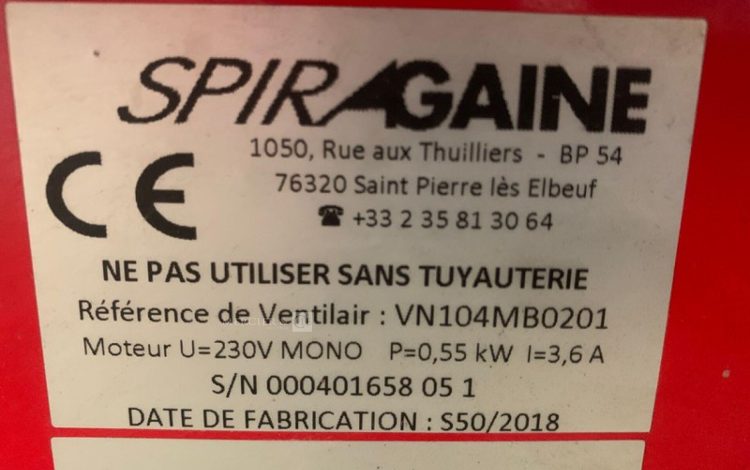 SPIRAGAINE
1050, Rue aux Thuilliers - BP 54
76320 Saint Pierre lès Elbeuf
CE ☎ +33 2 35 81 30 64
NE PAS UTILISER SANS TUYAUTERIE
Référence de Ventilair : VN104MB0201
Moteur U=230V MONO P=0,55 kW I=3,6 A
S/N 000401658 05 1
DATE DE FABRICATION : S50/2018